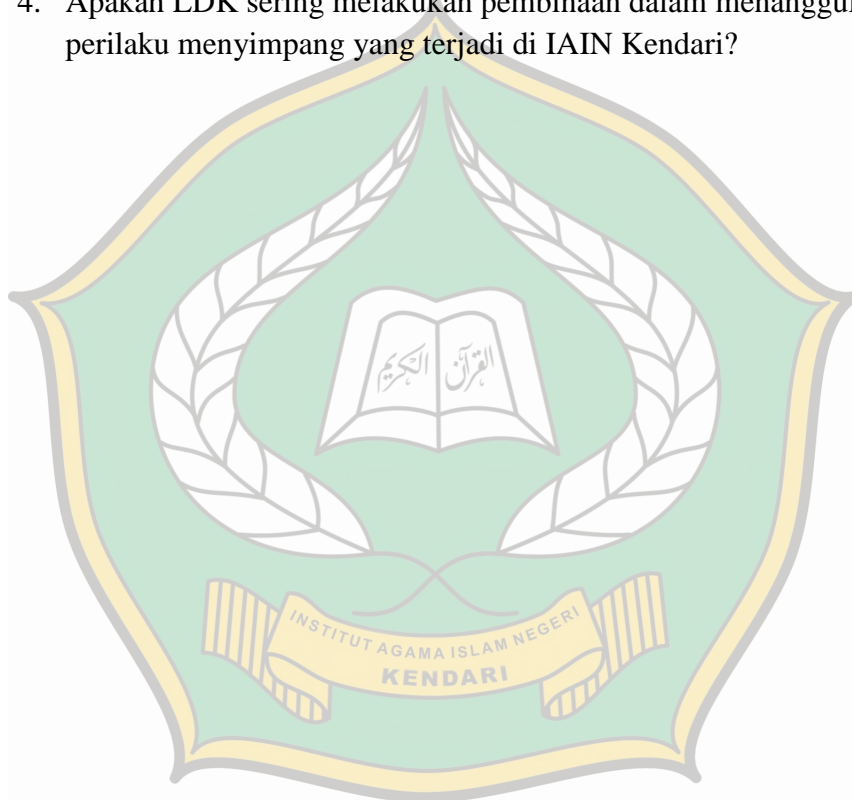 4. Apakah LDK sering melakukan pembinaan dalam menanggul
perilaku menyimpang yang terjadi di IAIN Kendari?
القرآن الكريم
INSTITUT AGAMA ISLAM NEGERI
KENDARI